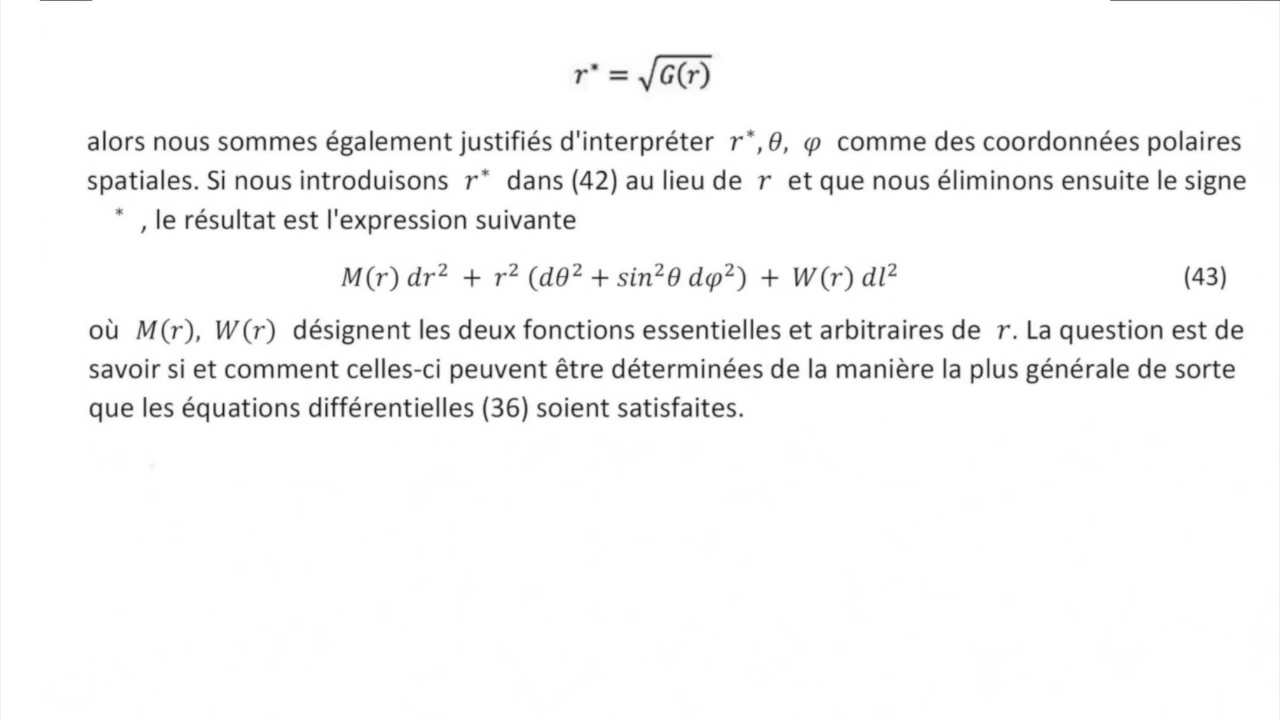 r* = √G(r)
alors nous sommes également justifiés d'interpréter r*, θ, φ comme des coordonnées polaires
spatiales. Si nous introduisons r* dans (42) au lieu de r et que nous éliminons ensuite le signe
* , le résultat est l'expression suivante
M(r) dr² + r² (dθ² + sin²θ dφ²) + W(r) dl² (43)
où M(r), W(r) désignent les deux fonctions essentielles et arbitraires de r. La question est de
savoir si et comment celles-ci peuvent être déterminées de la manière la plus générale de sorte
que les équations différentielles (36) soient satisfaites.